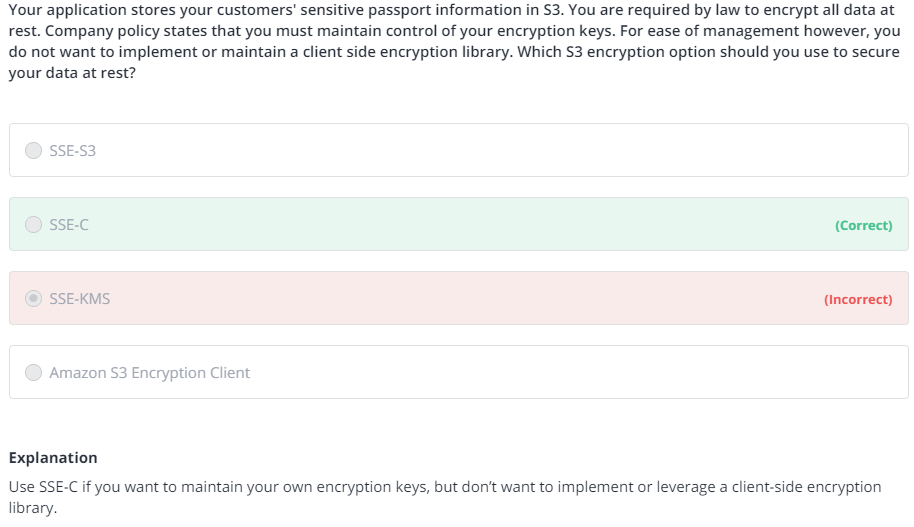 Your application stores your customers' sensitive passport information in S3. You are required by law to encrypt all data at
rest. Company policy states that you must maintain control of your encryption keys. For ease of management however, you
do not want to implement or maintain a client side encryption library. Which S3 encryption option should you use to secure
your data at rest?
SSE-S3
SSE-C
(Correct)
SSE-KMS
(Incorrect)
Amazon S3 Encryption Client
Explanation
Use SSE-C if you want to maintain your own encryption keys, but don’t want to implement or leverage a client-side encryption
library.